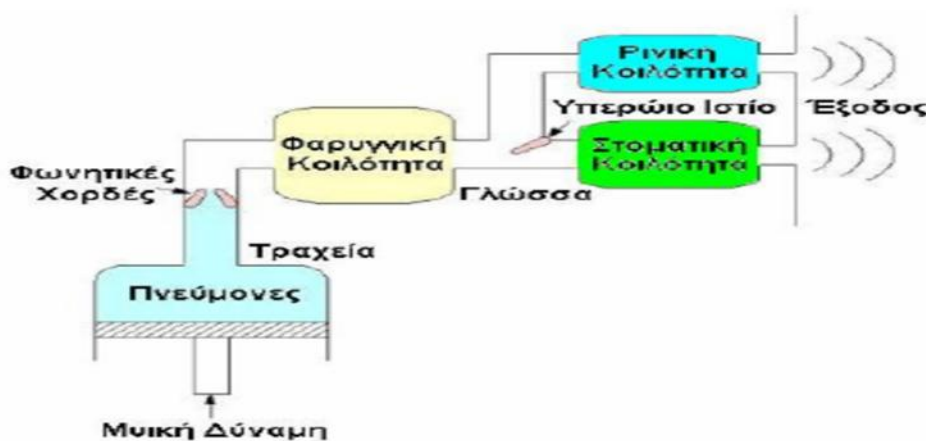 Ρινική
Κοιλότητα
Υπερώιο Ιστίο
Έξοδος
Φαρυγγική
Κοιλότητα
Στοματική
Κοιλότητα
Φωνητικές
Χορδές
Γλώσσα
Τραχεία
Πνεύμονες
Μυική Δύναμη